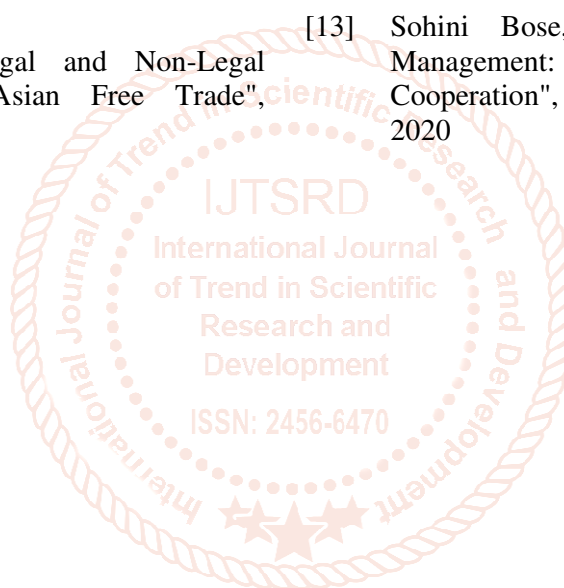 gal and Non-Legal
Asian Free Trade",
[13] Sohini Bose,
Management:
Cooperation",
2020
International Journal of Trend in Scientific Research and Development
IJTSRD
International Journal
of Trend in Scientific
Research and
Development
ISSN: 2456-6470